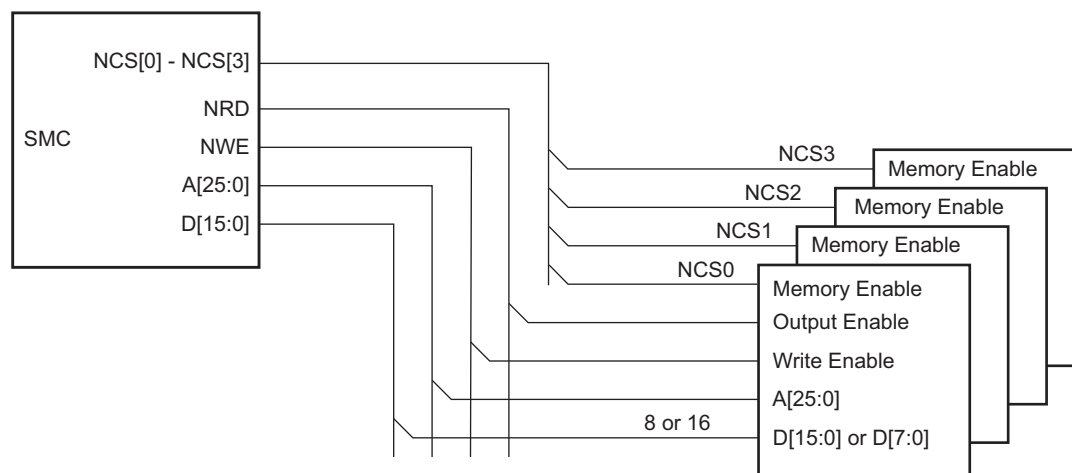 NCS[0] - NCS[3]
NRD
SMC
NWE
A[25:0]
D[15:0]
NCS3
Memory Enable
NCS2
Memory Enable
NCS1
Memory Enable
NCS0
Memory Enable
Output Enable
Write Enable
A[25:0]
8 or 16
D[15:0] or D[7:0]